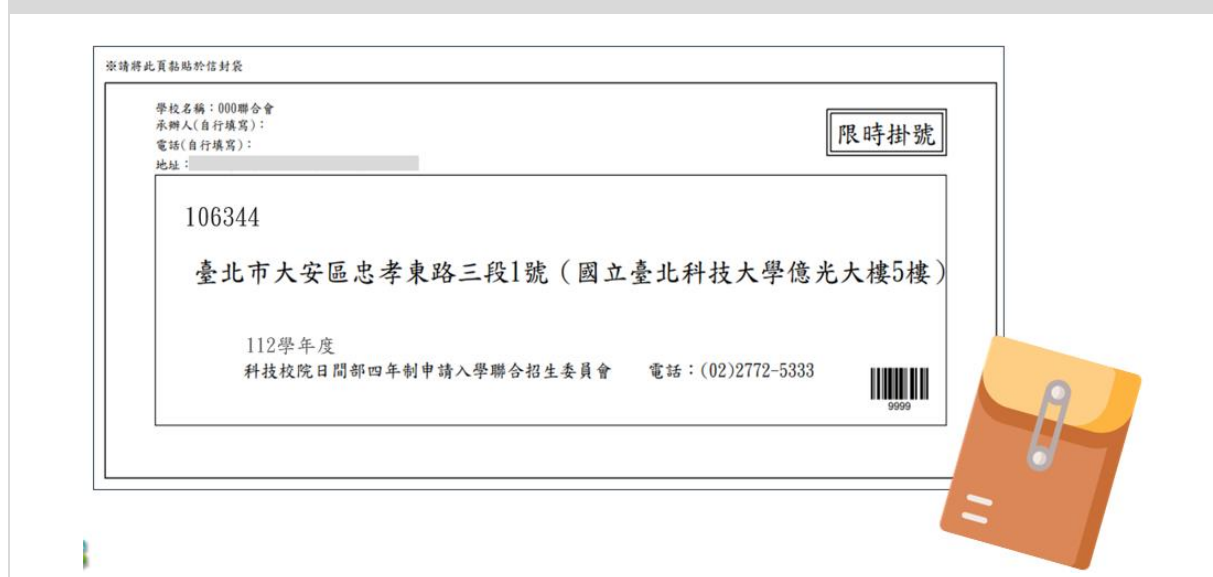 ※請將此頁黏貼於信封袋
學校名稱：000聯合會
承辦人(自行填寫)：
電話(自行填寫)：
地址：
限時掛號
106344
臺北市大安區忠孝東路三段1號（國立臺北科技大學億光大樓5樓）
112學年度
科技校院日間部四年制申請入學聯合招生委員會　電話：(02)2772-5333
9999